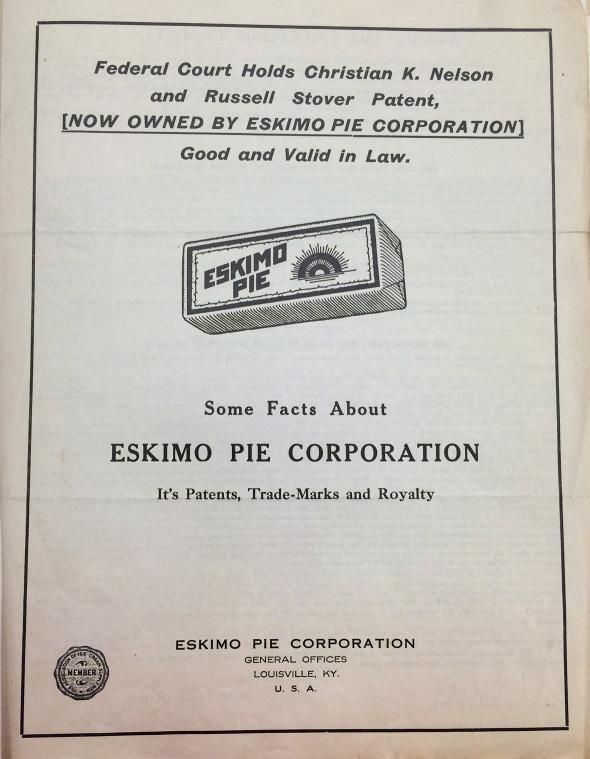 Federal Court Holds Christian K. Nelson
and Russell Stover Patent,
[NOW OWNED BY ESKIMO PIE CORPORATION]
Good and Valid in Law.
ESKIMO
PIE
Some Facts About
ESKIMO PIE CORPORATION
It's Patents, Trade-Marks and Royalty
ESKIMO PIE CORPORATION
GENERAL OFFICES
LOUISVILLE, KY.
U. S. A.
MEMBER